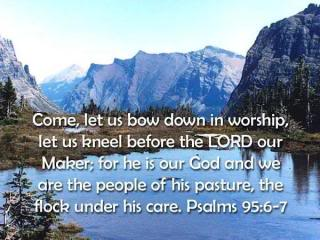 Come, let us bow down in worship,
let us kneel before the LORD our
Maker; for he is our God and we
are the people of his pasture, the
flock under his care. Psalms 95:6-7